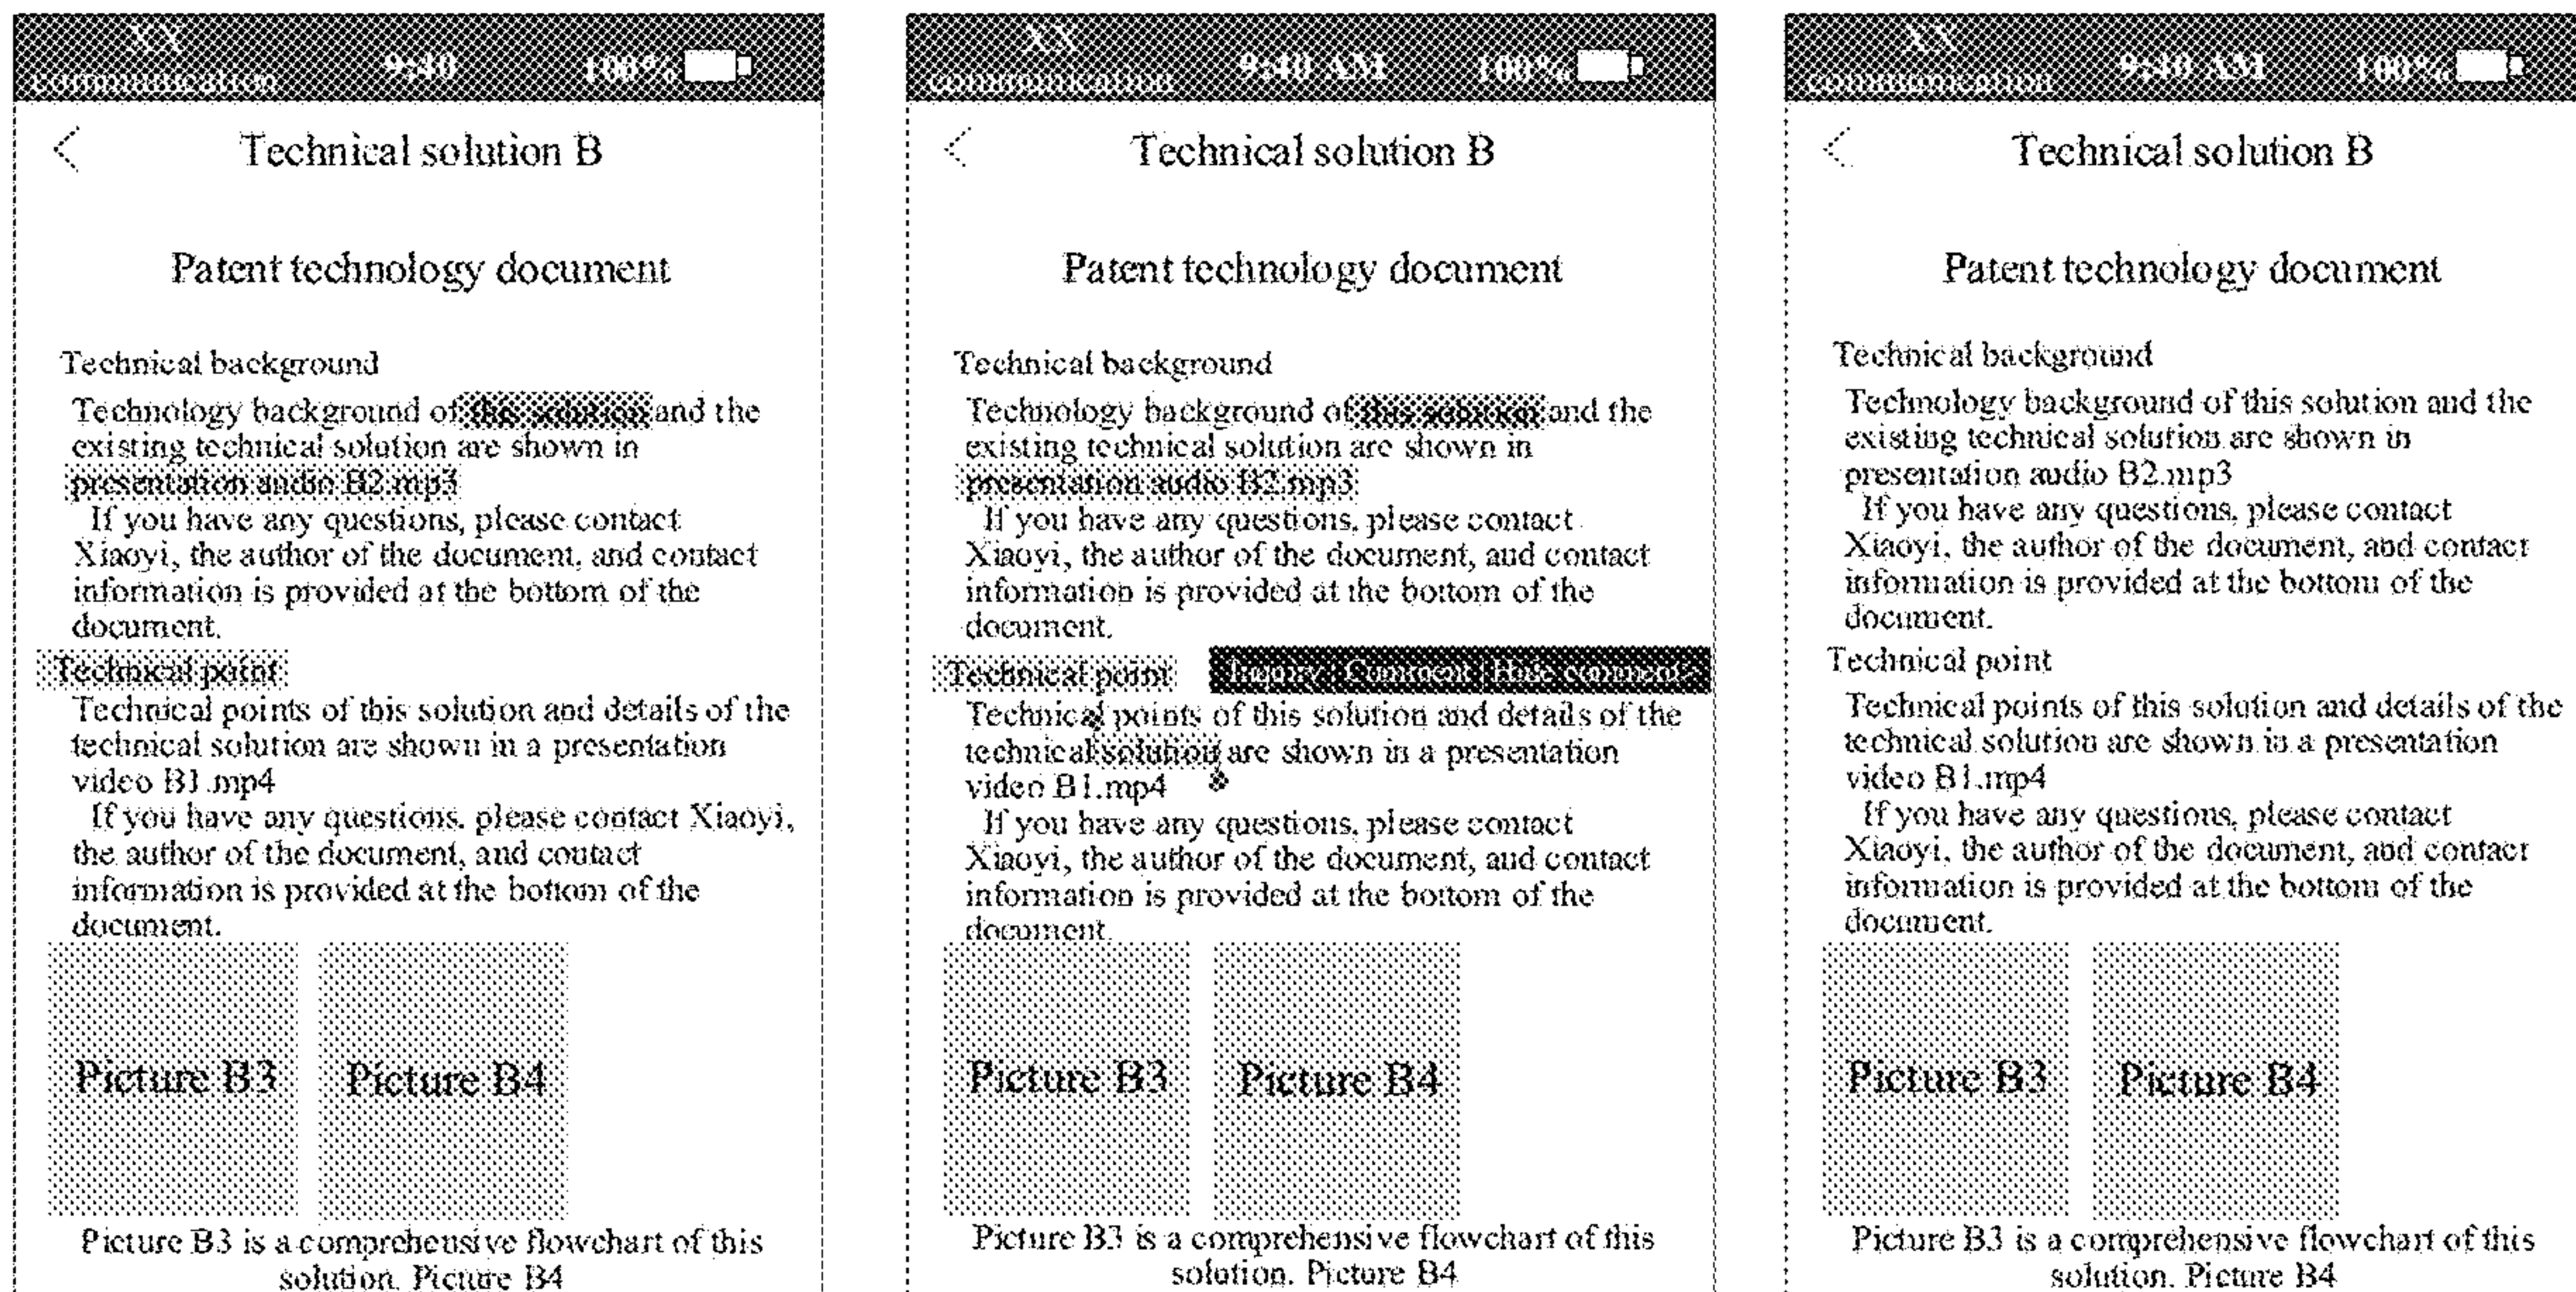 XX
communication
9:40
100%
Technical solution B
Patent technology document
Technical background
Technology background of this solution and the
existing technical solution are shown in
presentation audio B2.mp3
If you have any questions, please contact
Xiaoyi, the author of the document, and contact
information is provided at the bottom of the
document.
Technical point
Technical points of this solution and details of the
technical solution are shown in a presentation
video B1.mp4
If you have any questions, please contact Xiaoyi,
the author of the document, and contact
information is provided at the bottom of the
document.
Picture B3
Picture B4
Picture B3 is a comprehensive flowchart of this
solution. Picture B4
XX
communication
9:40 AM
100%
Technical solution B
Patent technology document
Technical background
Technology background of this solution and the
existing technical solution are shown in
presentation audio B2.mp3
If you have any questions, please contact
Xiaoyi, the author of the document, and contact
information is provided at the bottom of the
document.
Technical point
Comment Hide comment
Technical points of this solution and details of the
technical solution are shown in a presentation
video B1.mp4
If you have any questions, please contact
Xiaoyi, the author of the document, and contact
information is provided at the bottom of the
document.
Picture B3
Picture B4
Picture B3 is a comprehensive flowchart of this
solution. Picture B4
XX
communication
9:40 AM
100%
Technical solution B
Patent technology document
Technical background
Technology background of this solution and the
existing technical solution are shown in
presentation audio B2.mp3
If you have any questions, please contact
Xiaoyi, the author of the document, and contact
information is provided at the bottom of the
document.
Technical point
Technical points of this solution and details of the
technical solution are shown in a presentation
video B1.mp4
If you have any questions, please contact
Xiaoyi, the author of the document, and contact
information is provided at the bottom of the
document.
Picture B3
Picture B4
Picture B3 is a comprehensive flowchart of this
solution. Picture B4